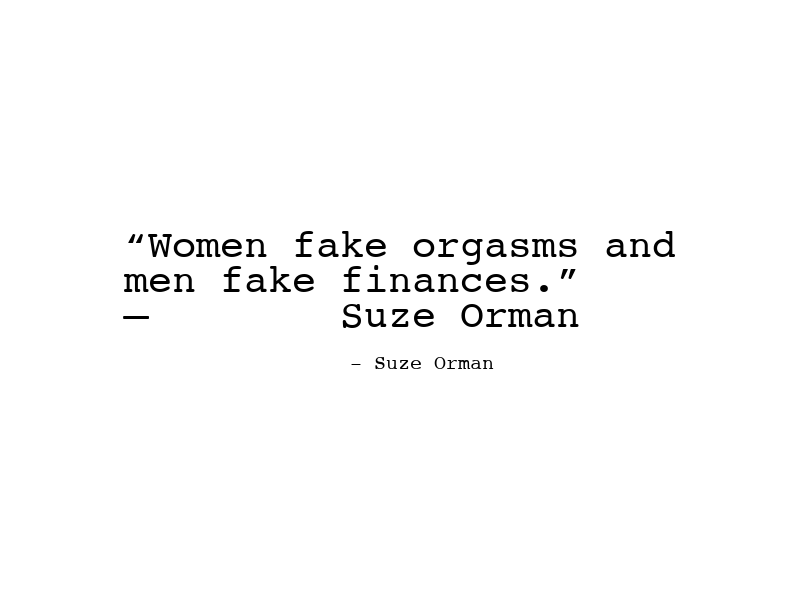 “Women fake orgasms and
men fake finances.”
— Suze Orman
– Suze Orman